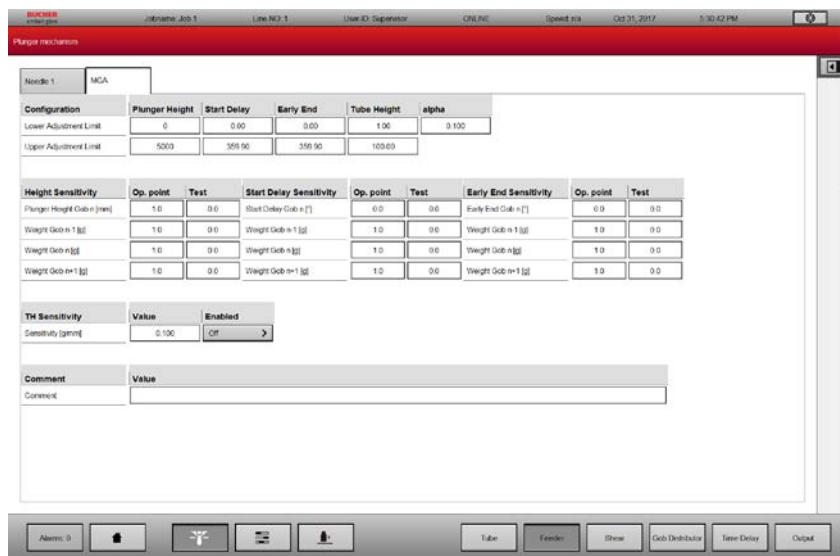 BUCHER emhart glass Jobname: Job 1 Line NO: 1 User-ID: Supervisor ONLINE Speed: n/a Oct 31, 2017 5:30:42 PM
Plunger mechanism
Needle 1 MCA
Configuration Plunger Height Start Delay Early End Tube Height alpha
Lower Adjustment Limit 0 0.00 0.00 1.00 0.100
Upper Adjustment Limit 5000 359.90 359.90 100.00
Height Sensitivity Op. point Test Start Delay Sensitivity Op. point Test Early End Sensitivity Op. point Test
Plunger Height Gob n [mm] 1.0 0.0 Start Delay Gob n [°] 0.0 0.0 Early End Gob n [°] 0.0 0.0
Weight Gob n-1 [g] 1.0 0.0 Weight Gob n-1 [g] 1.0 0.0 Weight Gob n-1 [g] 1.0 0.0
Weight Gob n [g] 1.0 0.0 Weight Gob n [g] 1.0 0.0 Weight Gob n [g] 1.0 0.0
Weight Gob n+1 [g] 1.0 0.0 Weight Gob n+1 [g] 1.0 0.0 Weight Gob n+1 [g] 1.0 0.0
TH Sensitivity Value Enabled
Sensitivity [g/mm] 0.100 Off
Comment Value
Comment
Alarms: 0 Tube Feeder Shear Gob Distributor Time Delay Output